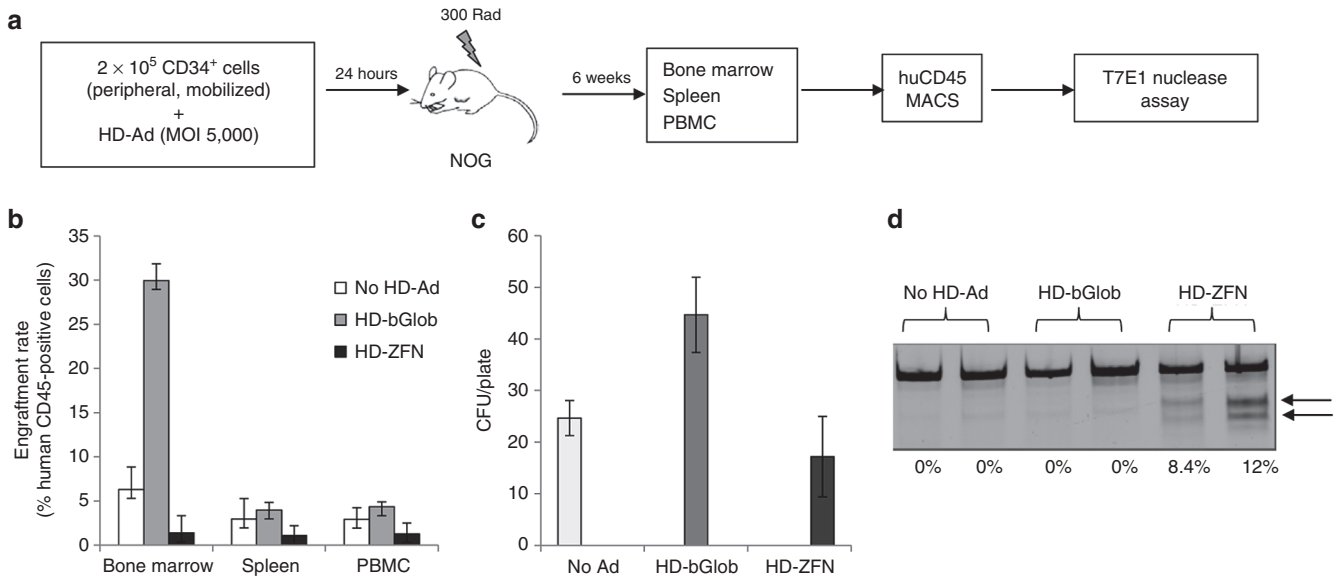 a
2 × 10⁵ CD34⁺ cells
(peripheral, mobilized)
+
HD-Ad (MOI 5,000)
24 hours
300 Rad
NOG
6 weeks
Bone marrow
Spleen
PBMC
huCD45
MACS
T7E1 nuclease
assay
b
Engraftment rate
(% human CD45-positive cells)
35
30
25
20
15
10
5
0
Bone marrow
Spleen
PBMC
No HD-Ad
HD-bGlob
HD-ZFN
c
CFU/plate
60
50
40
30
20
10
0
No Ad
HD-bGlob
HD-ZFN
d
No HD-Ad
HD-bGlob
HD-ZFN
0%
0%
0%
0%
8.4%
12%